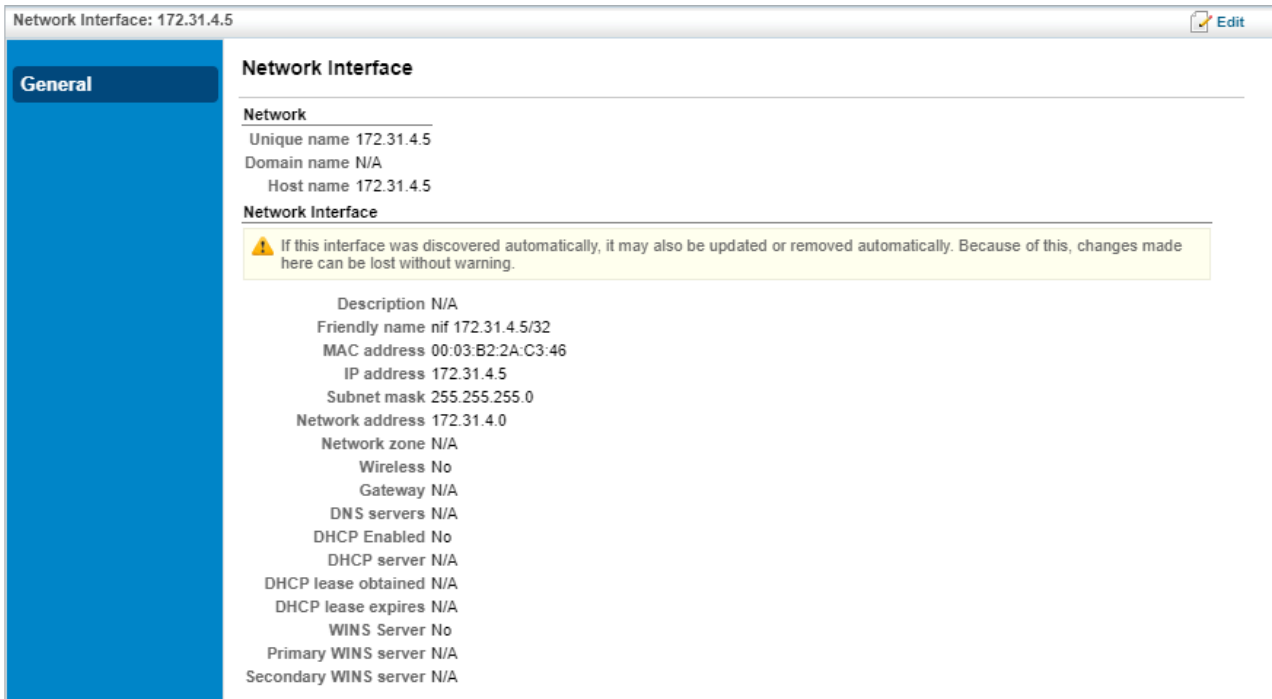 Network Interface: 172.31.4.5
Edit
General
Network Interface
Network
Unique name 172.31.4.5
Domain name N/A
Host name 172.31.4.5
Network Interface
If this interface was discovered automatically, it may also be updated or removed automatically. Because of this, changes made
here can be lost without warning.
Description N/A
Friendly name nif 172.31.4.5/32
MAC address 00:03:B2:2A:C3:46
IP address 172.31.4.5
Subnet mask 255.255.255.0
Network address 172.31.4.0
Network zone N/A
Wireless No
Gateway N/A
DNS servers N/A
DHCP Enabled No
DHCP server N/A
DHCP lease obtained N/A
DHCP lease expires N/A
WINS Server No
Primary WINS server N/A
Secondary WINS server N/A